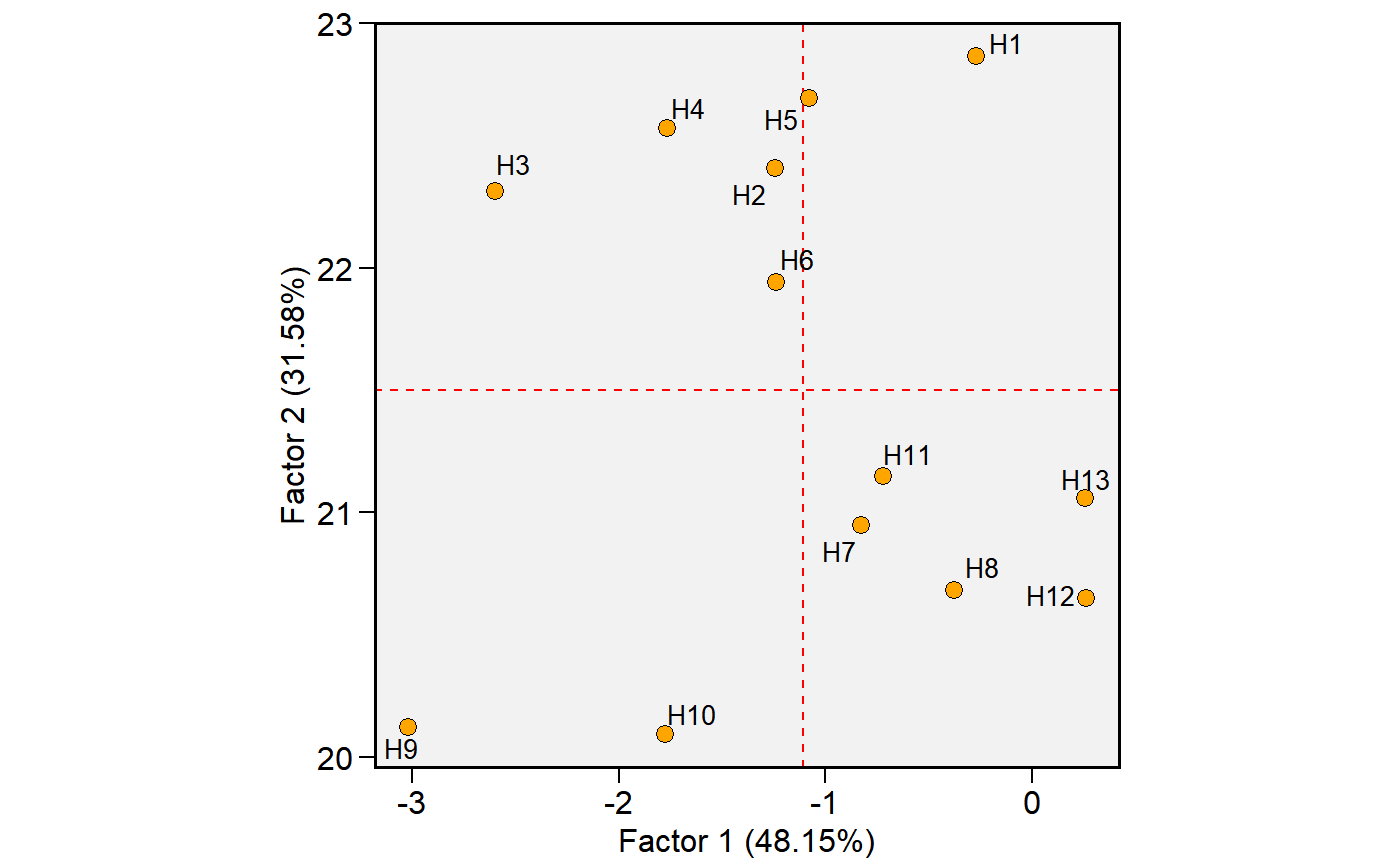 23
H1
H4
H5
H3
H2
H6
22
Factor 2 (31.58%)
H11
H13
21
H7
H8
H12
H10
H9
20
-3
-2
-1
0
Factor 1 (48.15%)